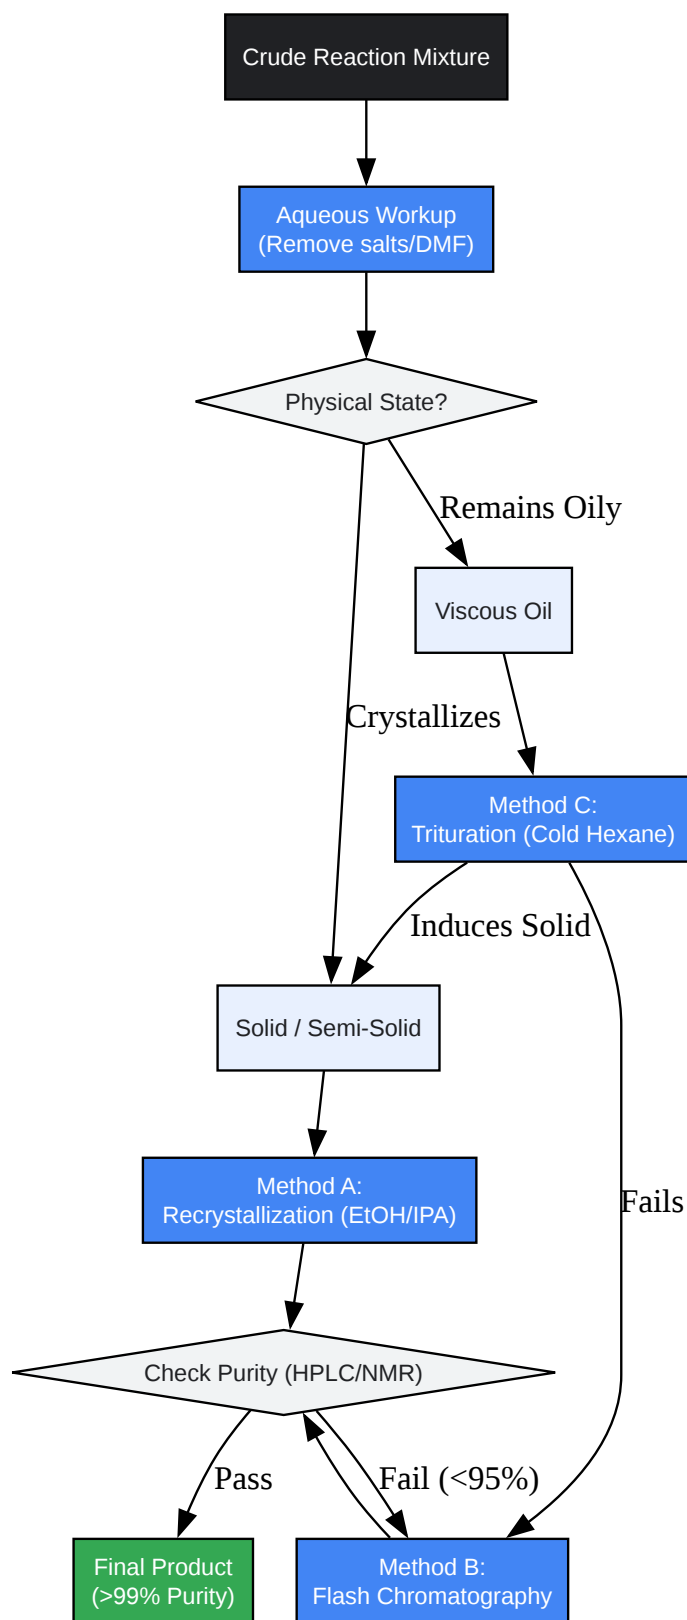 Crude Reaction Mixture
Aqueous Workup
(Remove salts/DMF)
Physical State?
Remains Oily
Viscous Oil
Crystallizes
Method C:
Trituration (Cold Hexane)
Induces Solid
Solid / Semi-Solid
Method A:
Recrystallization (EtOH/IPA)
Fails
Check Purity (HPLC/NMR)
Pass
Fail (<95%)
Final Product
(>99% Purity)
Method B:
Flash Chromatography